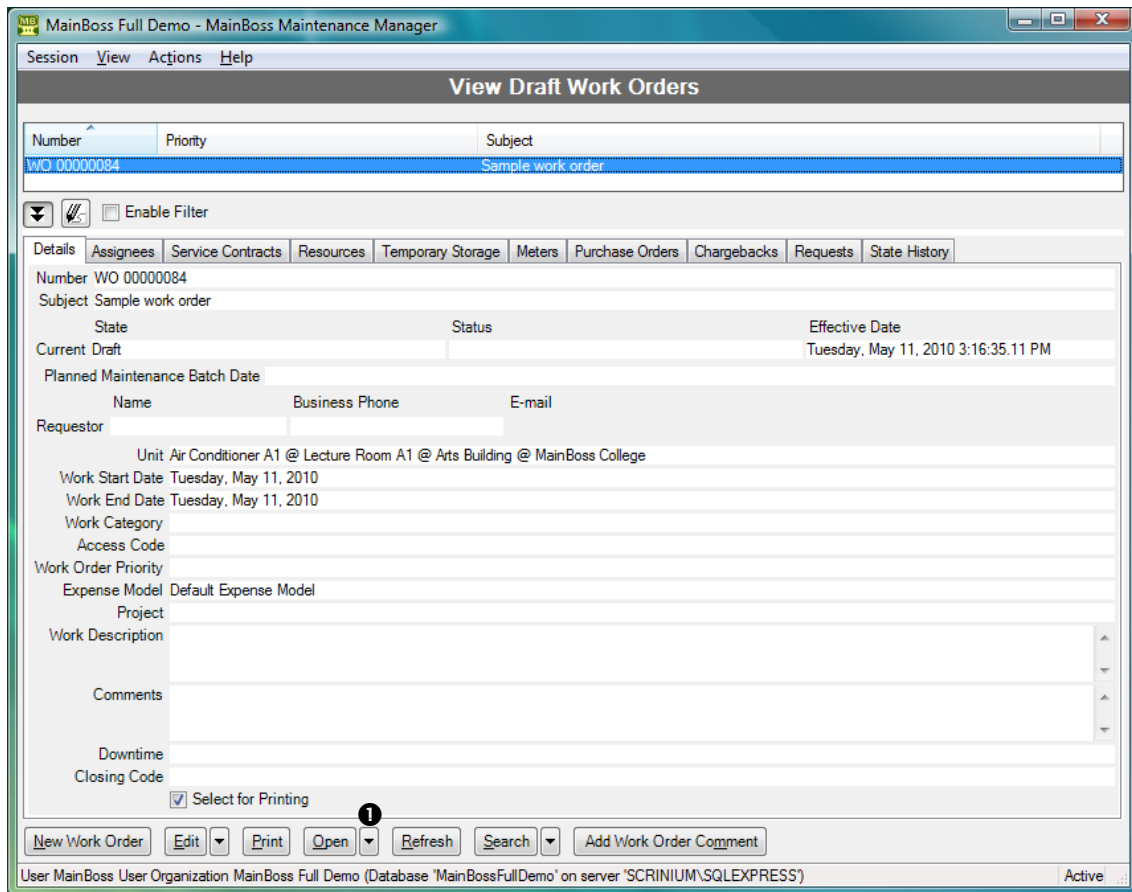 MainBoss Full Demo - MainBoss Maintenance Manager
Session View Actions Help
View Draft Work Orders
Number Priority Subject
WO 00000084 Sample work order
Enable Filter
Details Assignees Service Contracts Resources Temporary Storage Meters Purchase Orders Chargebacks Requests State History
Number WO 00000084
Subject Sample work order
State Status Effective Date
Current Draft Tuesday, May 11, 2010 3:16:35.11 PM
Planned Maintenance Batch Date
Name Business Phone E-mail
Requestor
Unit Air Conditioner A1 @ Lecture Room A1 @ Arts Building @ MainBoss College
Work Start Date Tuesday, May 11, 2010
Work End Date Tuesday, May 11, 2010
Work Category
Access Code
Work Order Priority
Expense Model Default Expense Model
Project
Work Description
Comments
Downtime
Closing Code
Select for Printing
❶
New Work Order Edit Print Open Refresh Search Add Work Order Comment
User MainBoss User Organization MainBoss Full Demo (Database 'MainBossFullDemo' on server 'SCRINIUM\SQLEXPRESS') Active